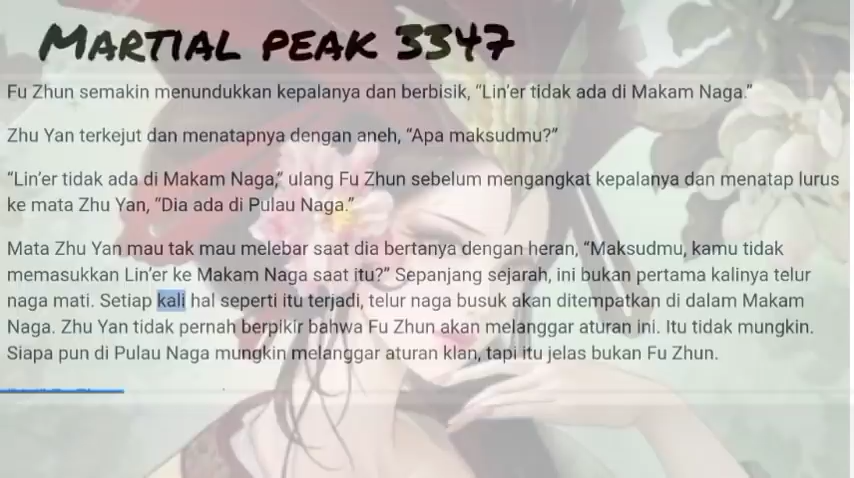 MARTIAL PEAK 3347
Fu Zhun semakin menundukkan kepalanya dan berbisik, “Lin’er tidak ada di Makam Naga.”
Zhu Yan terkejut dan menatapnya dengan aneh, “Apa maksudmu?”
“Lin’er tidak ada di Makam Naga,” ulang Fu Zhun sebelum mengangkat kepalanya dan menatap lurus
ke mata Zhu Yan, “Dia ada di Pulau Naga.”
Mata Zhu Yan mau tak mau melebar saat dia bertanya dengan heran, “Maksudmu, kamu tidak
memasukkan Lin’er ke Makam Naga saat itu?” Sepanjang sejarah, ini bukan pertama kalinya telur
naga mati. Setiap kali hal seperti itu terjadi, telur naga busuk akan ditempatkan di dalam Makam
Naga. Zhu Yan tidak pernah berpikir bahwa Fu Zhun akan melanggar aturan ini. Itu tidak mungkin.
Siapa pun di Pulau Naga mungkin melanggar aturan klan, tapi itu jelas bukan Fu Zhun.